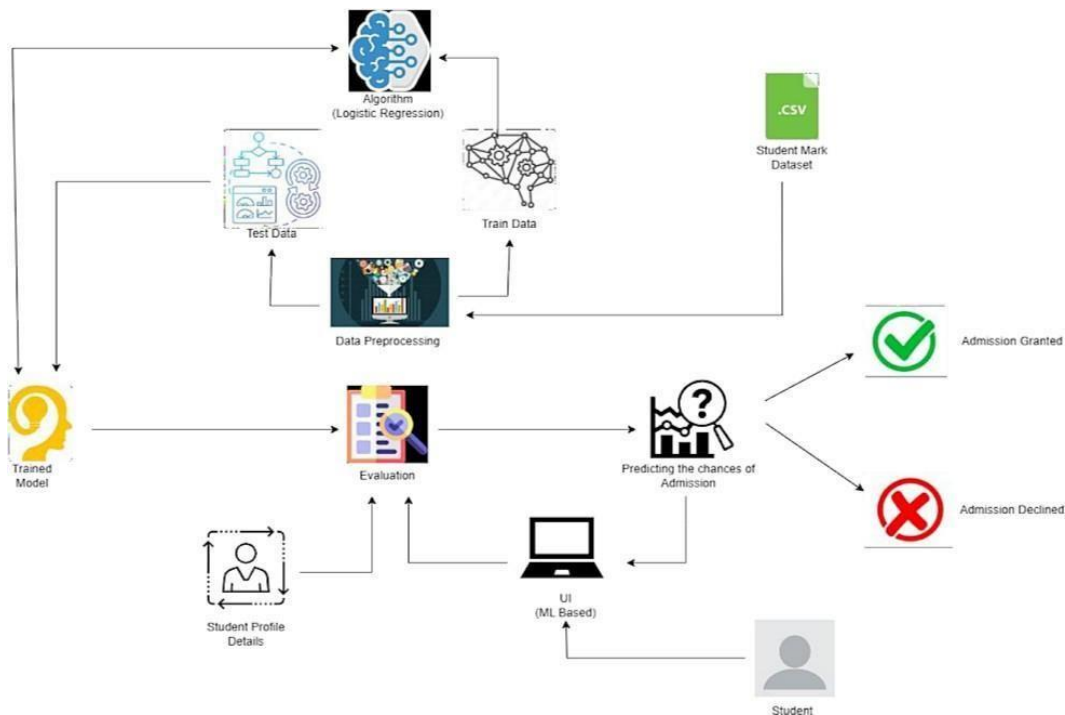 Algorithm
(Logistic Regression)
.CSV
Student Mark
Dataset
Test Data
Train Data
Data Preprocessing
Admission Granted
Trained
Model
Evaluation
?
Predicting the chances of
Admission
Admission Declined
Student Profile
Details
UI
(ML Based)
Student